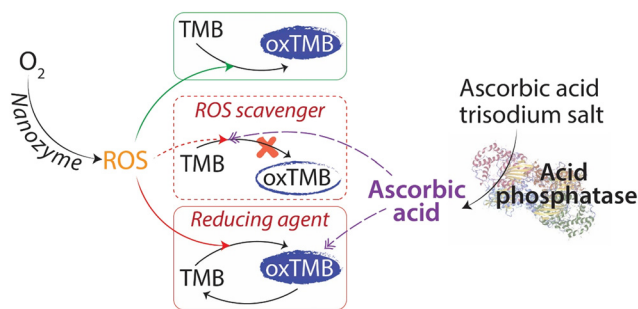 TMB
oxTMB
O2
Nanozyme
ROS
ROS scavenger
TMB
oxTMB
Reducing agent
TMB
oxTMB
Ascorbic
acid
Ascorbic acid
trisodium salt
Acid
phosphatase